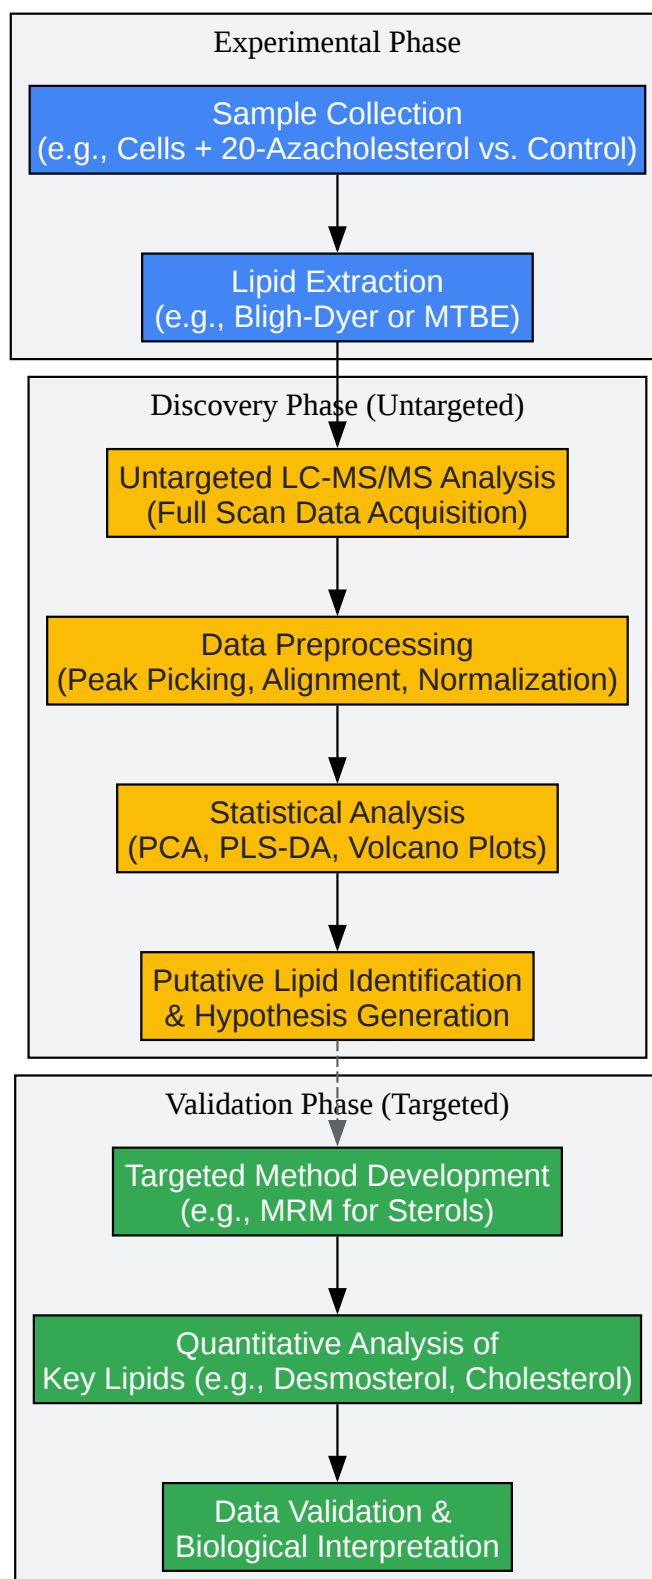 Experimental Phase
Sample Collection
(e.g., Cells + 20-Azacholesterol vs. Control)
Lipid Extraction
(e.g., Bligh-Dyer or MTBE)
Discovery Phase (Untargeted)
Untargeted LC-MS/MS Analysis
(Full Scan Data Acquisition)
Data Preprocessing
(Peak Picking, Alignment, Normalization)
Statistical Analysis
(PCA, PLS-DA, Volcano Plots)
Putative Lipid Identification
& Hypothesis Generation
Validation Phase (Targeted)
Targeted Method Development
(e.g., MRM for Sterols)
Quantitative Analysis of
Key Lipids (e.g., Desmosterol, Cholesterol)
Data Validation &
Biological Interpretation